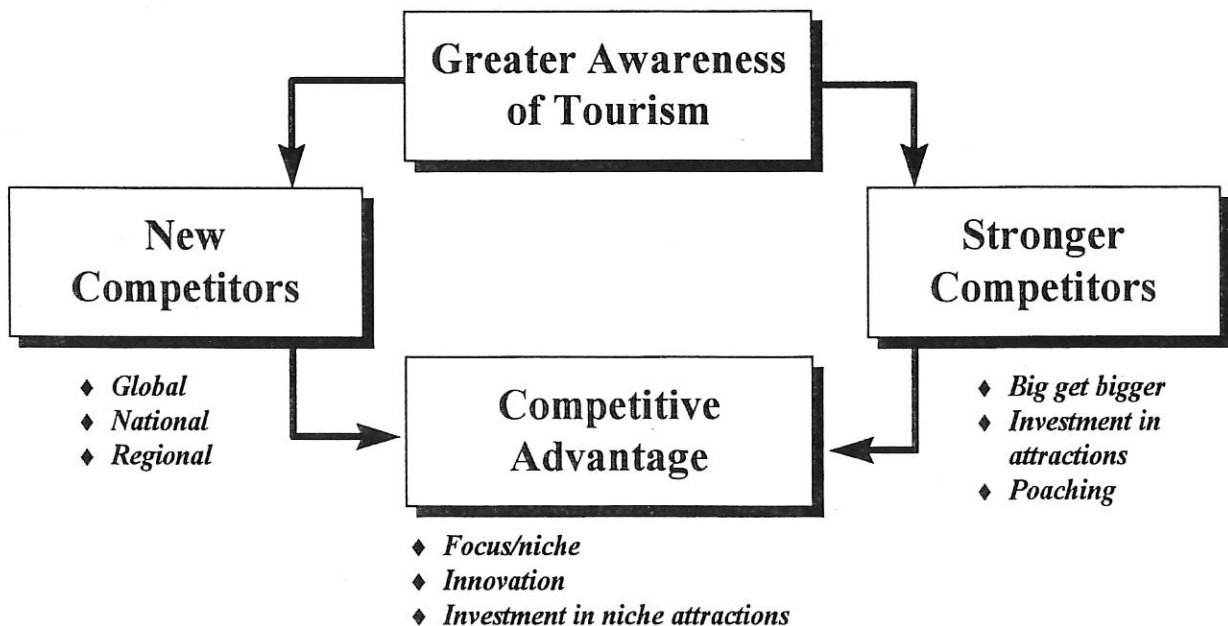 Greater Awareness
of Tourism
New
Competitors
Stronger
Competitors
♦ Global
♦ National
♦ Regional
Competitive
Advantage
♦ Big get bigger
♦ Investment in
attractions
♦ Poaching
♦ Focus/niche
♦ Innovation
♦ Investment in niche attractions